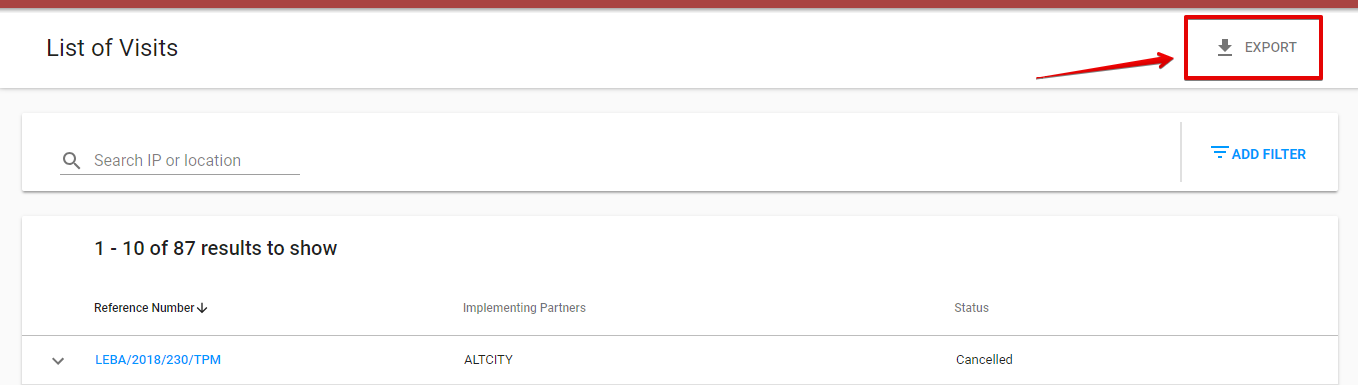 List of Visits
EXPORT
Search IP or location
ADD FILTER
1 - 10 of 87 results to show
Reference Number Implementing Partners Status
LEBA/2018/230/TPM ALTCITY Cancelled